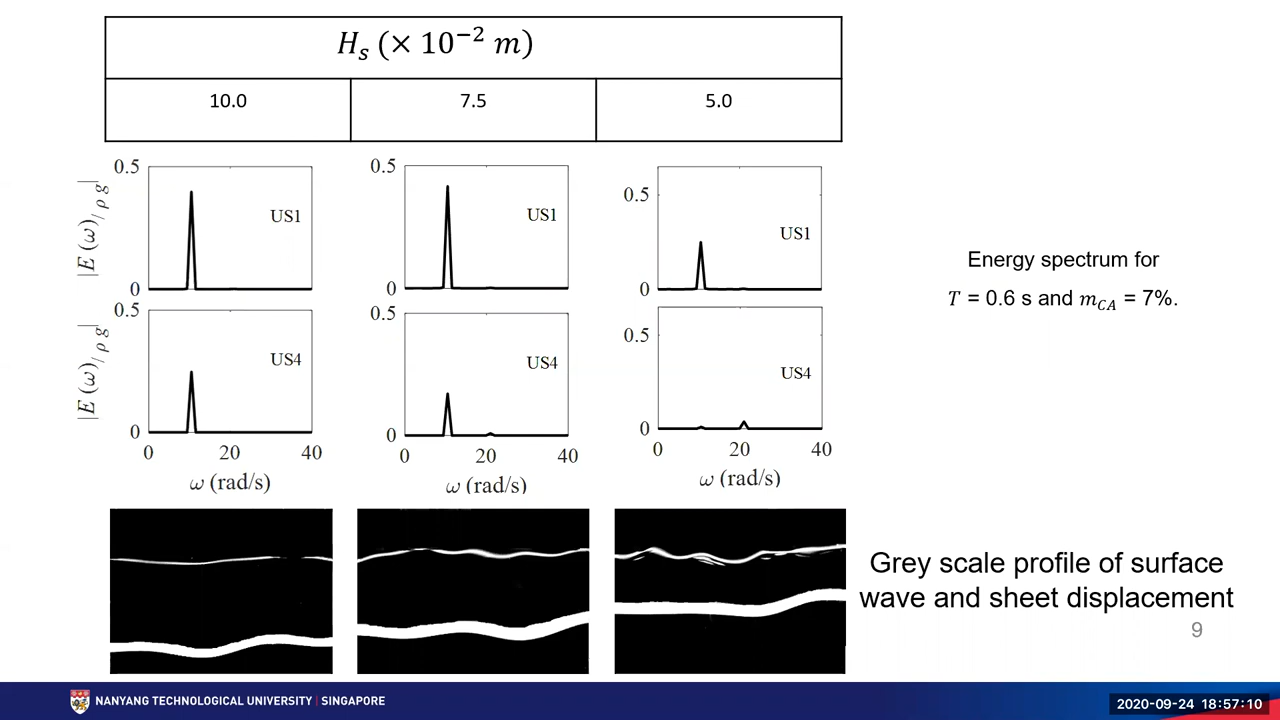 H_s (× 10⁻² m)
10.0 7.5 5.0
0.5 0.5 0.5
US1 US1 US1
|E (ω)/ρ g|
0 0 0
0.5 0.5 0.5
US4 US4 US4
|E (ω)/ρ g|
0 0 0
0 20 40 0 20 40 0 20 40
ω (rad/s) ω (rad/s) ω (rad/s)
Energy spectrum for
T = 0.6 s and m_CA = 7%.
Grey scale profile of surface
wave and sheet displacement
9
NANYANG TECHNOLOGICAL UNIVERSITY | SINGAPORE
2020-09-24 18:57:10